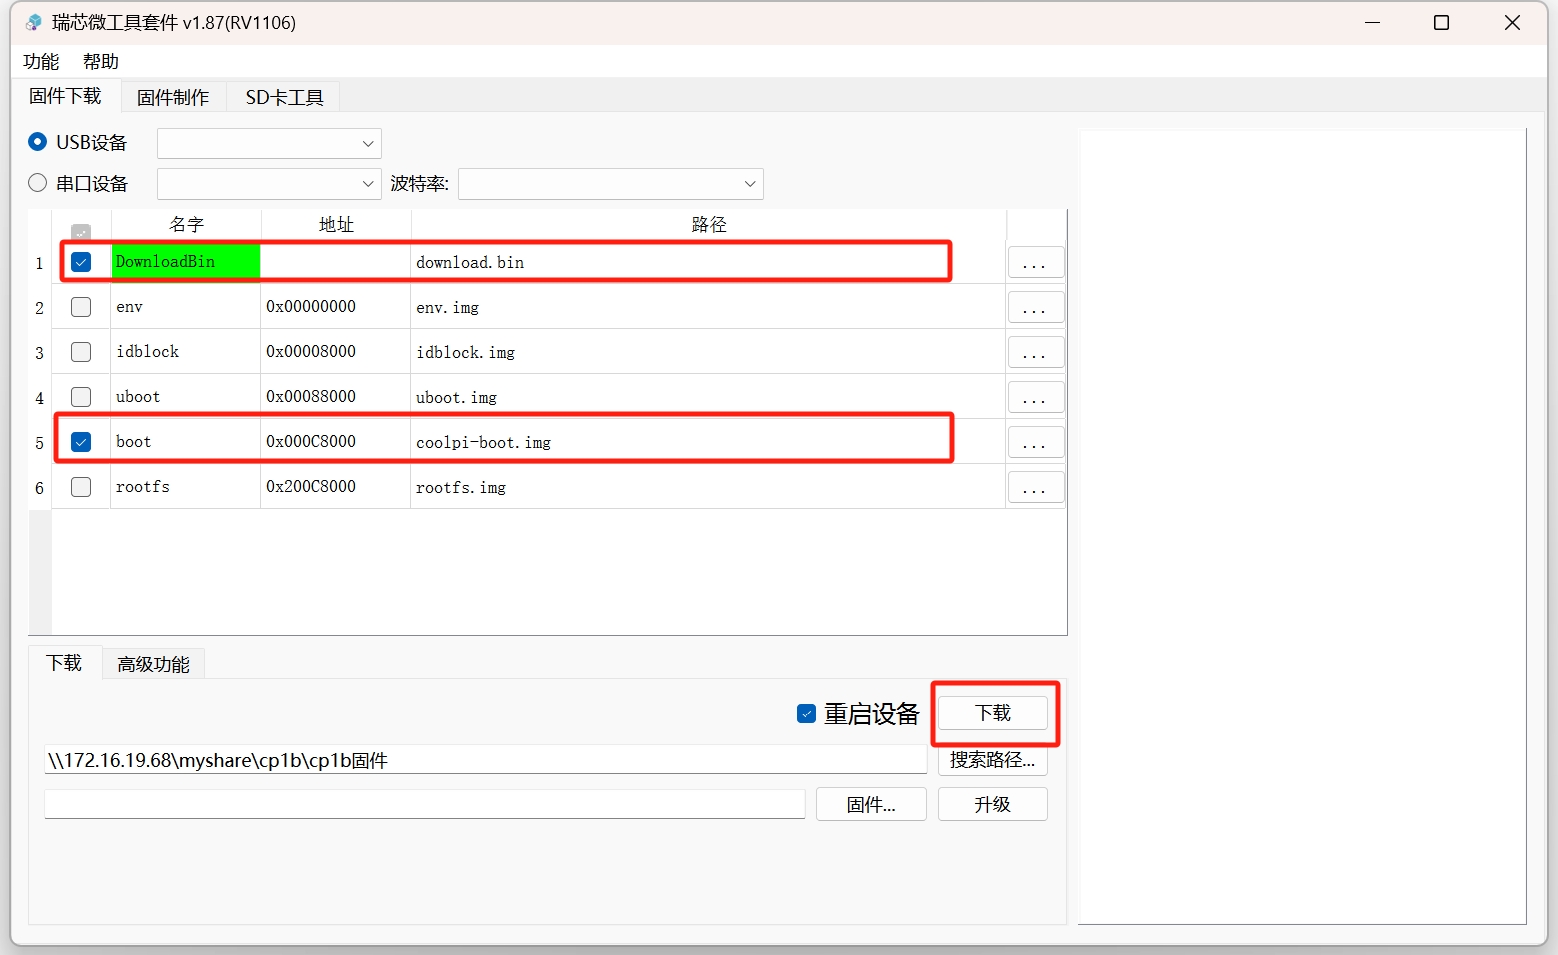 瑞芯微工具套件 v1.87(RV1106)
功能 帮助
固件下载 固件制作 SD卡工具
USB设备
串口设备 波特率:
名字 地址 路径
1 DownloadBin download.bin ...
2 env 0x00000000 env.img ...
3 idblock 0x00008000 idblock.img ...
4 uboot 0x00088000 uboot.img ...
5 boot 0x000C8000 coolpi-boot.img ...
6 rootfs 0x200C8000 rootfs.img ...
下载 高级功能
重启设备 下载
\\172.16.19.68\myshare\cp1b\cp1b固件 搜索路径...
固件... 升级